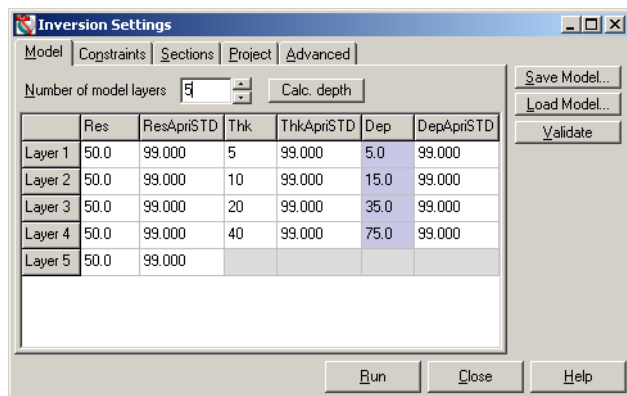 Inversion Settings
Model Constraints Sections Project Advanced
Number of model layers 5 Calc. depth
Save Model...
Load Model...
Validate
Res ResApriSTD Thk ThkApriSTD Dep DepApriSTD
Layer 1 50.0 99.000 5 99.000 5.0 99.000
Layer 2 50.0 99.000 10 99.000 15.0 99.000
Layer 3 50.0 99.000 20 99.000 35.0 99.000
Layer 4 50.0 99.000 40 99.000 75.0 99.000
Layer 5 50.0 99.000
Run Close Help